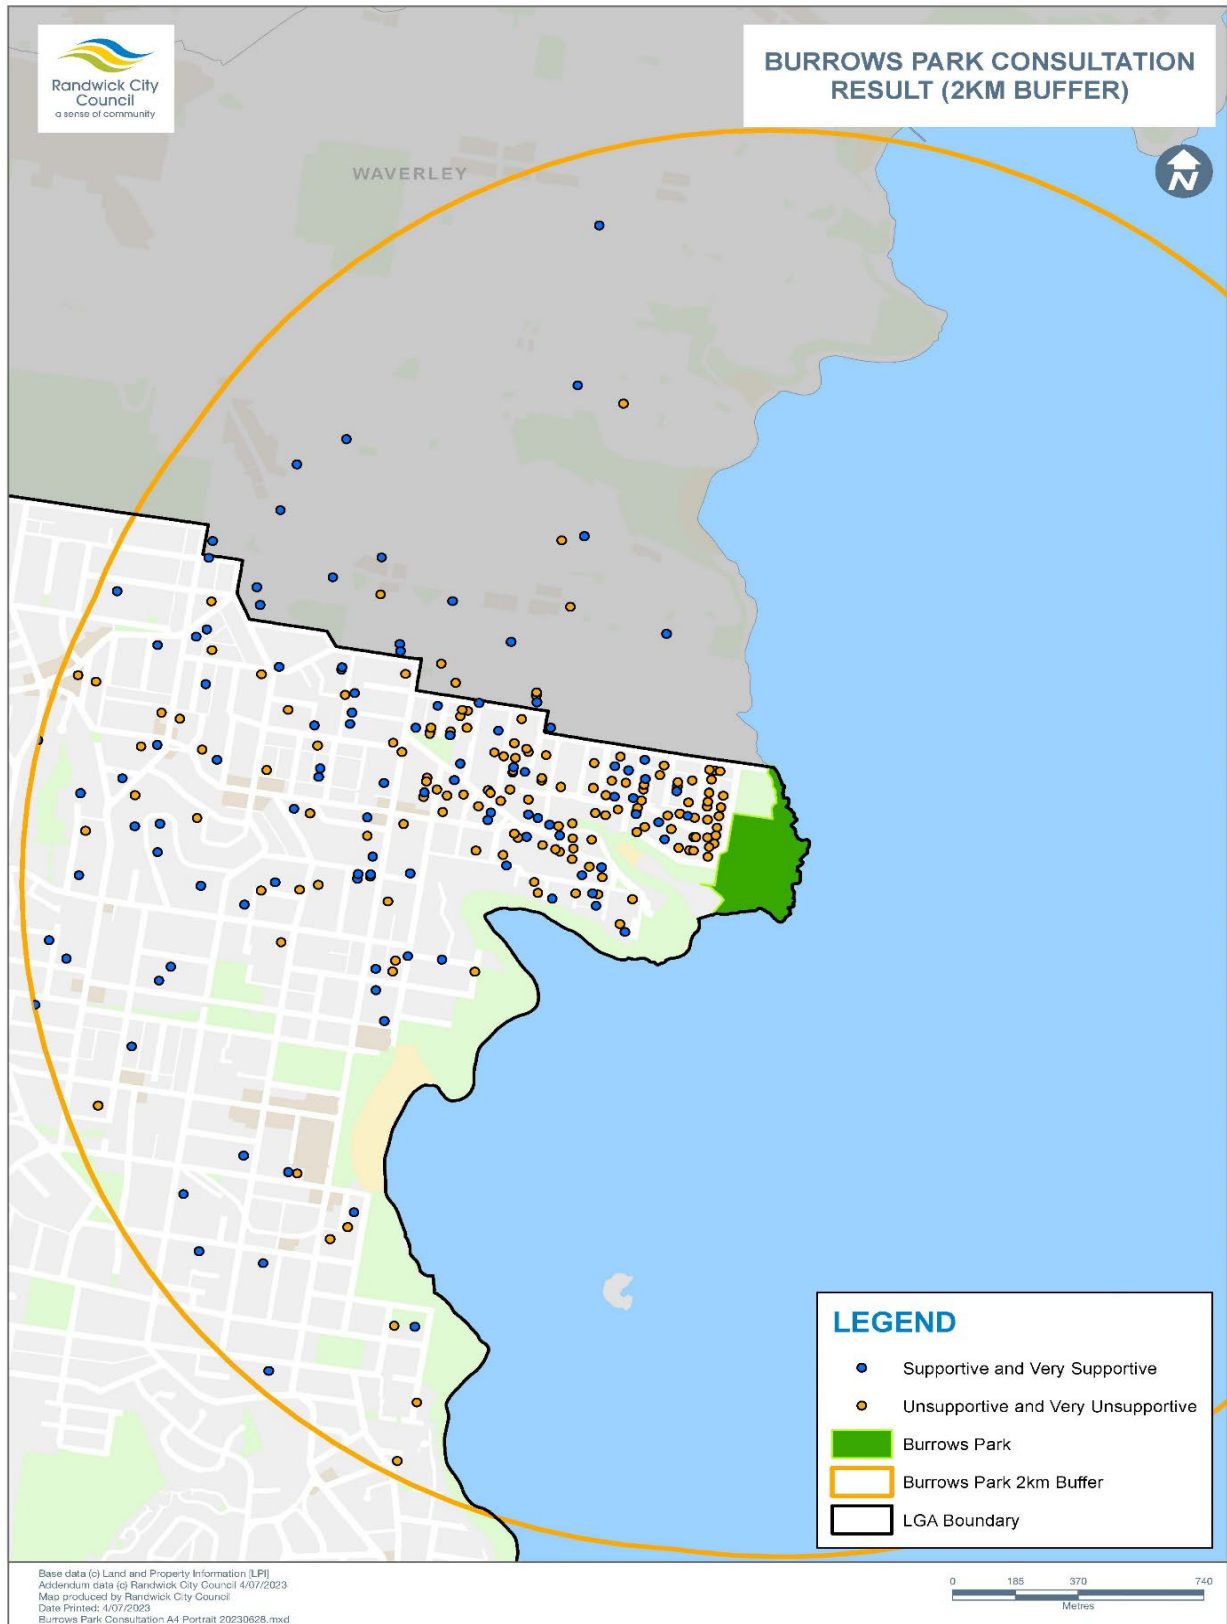 Randwick City
Council
a sense of community
BURROWS PARK CONSULTATION
RESULT (2KM BUFFER)
WAVERLEY
N
LEGEND
Supportive and Very Supportive
Unsupportive and Very Unsupportive
Burrows Park
Burrows Park 2km Buffer
LGA Boundary
Base data (c) Land and Property Information [LPI]
Addendum data (c) Randwick City Council 4/07/2023
Map produced by Randwick City Council
Date Printed: 4/07/2023
Burrows Park Consultation A4 Portrait 20230628.mxd
0 185 370 740
Metres